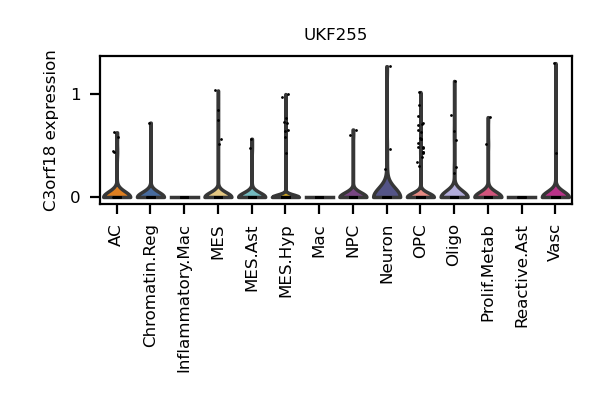 UKF255
C3orf18 expression
1
0
AC
Chromatin.Reg
Inflammatory.Mac
MES
MES.Ast
MES.Hyp
Mac
NPC
Neuron
OPC
Oligo
Prolif.Metab
Reactive.Ast
Vasc